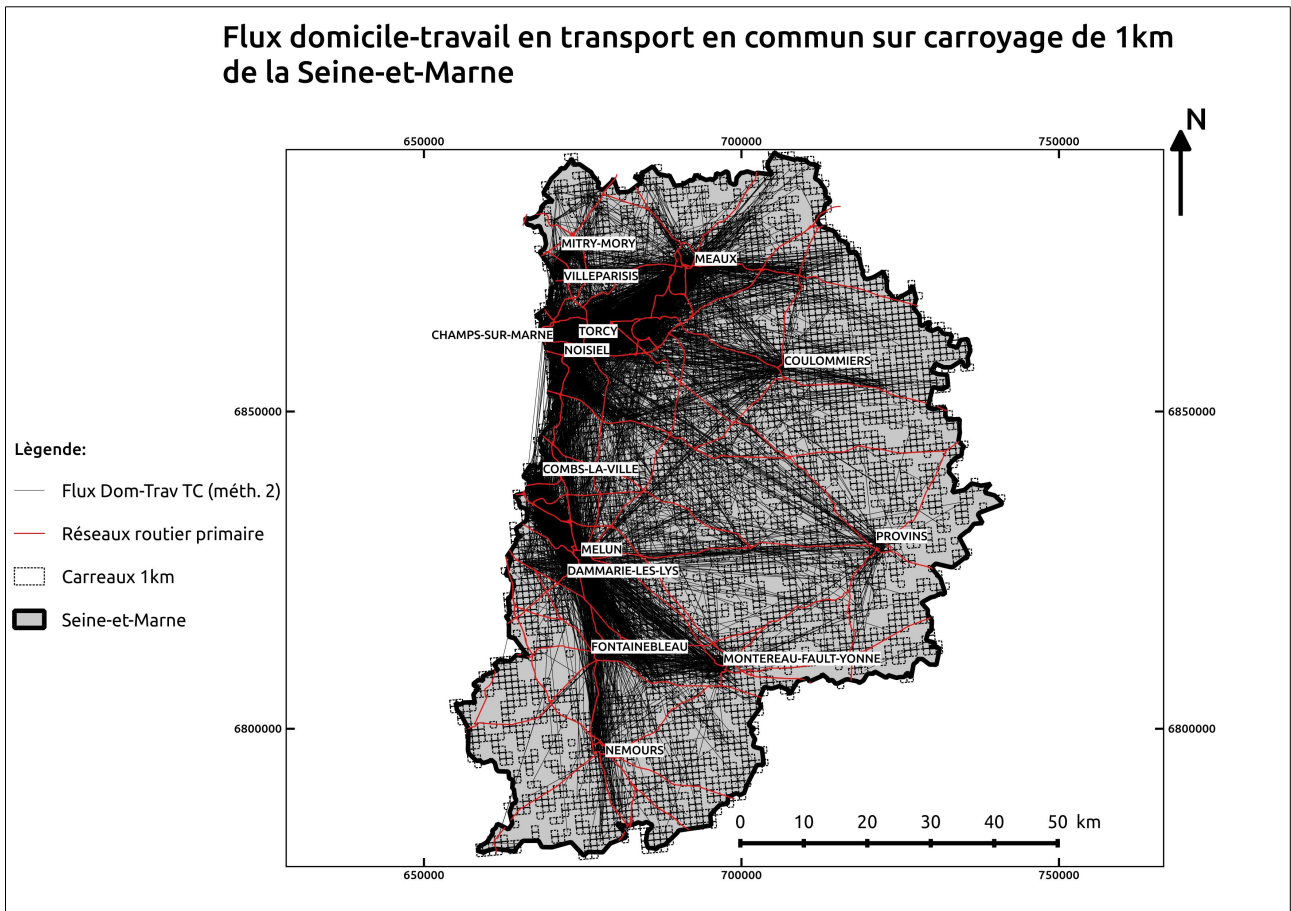 Flux domicile-travail en transport en commun sur carroyage de 1km
de la Seine-et-Marne
N
650000
700000
750000
MITRY-MORY
MEAUX
VILLEPARISIS
CHAMPS-SUR-MARNE
TORCY
NOISIEL
COULOMMIERS
6850000
6850000
Lègende:
COMBS-LA-VILLE
Flux Dom-Trav TC (méth. 2)
Réseaux routier primaire
PROVINS
MELUN
Carreaux 1km
DAMMARIE-LES-LYS
Seine-et-Marne
FONTAINEBLEAU
MONTEREAU-FAULT-YONNE
6800000
6800000
NEMOURS
0 10 20 30 40 50 km
650000
700000
750000